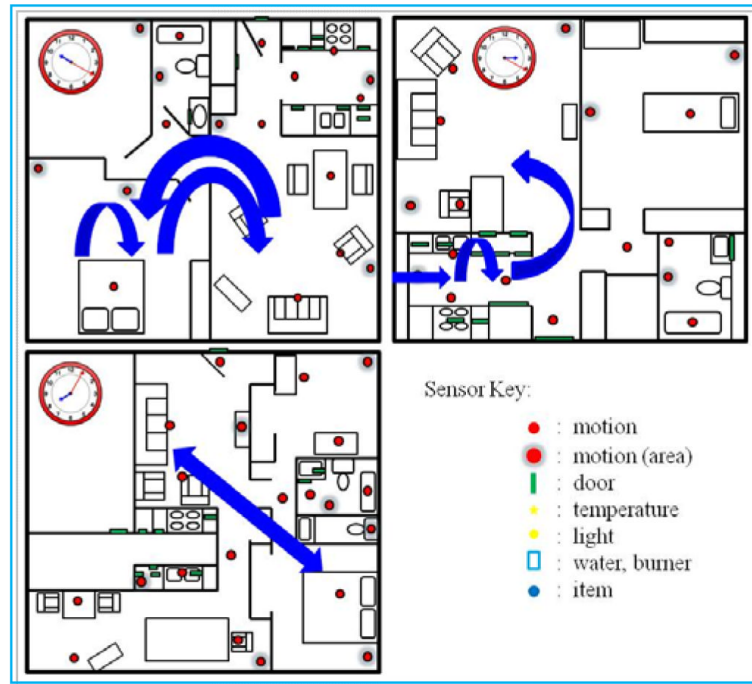 Sensor Key:
: motion
: motion (area)
: door
: temperature
: light
: water, burner
: item